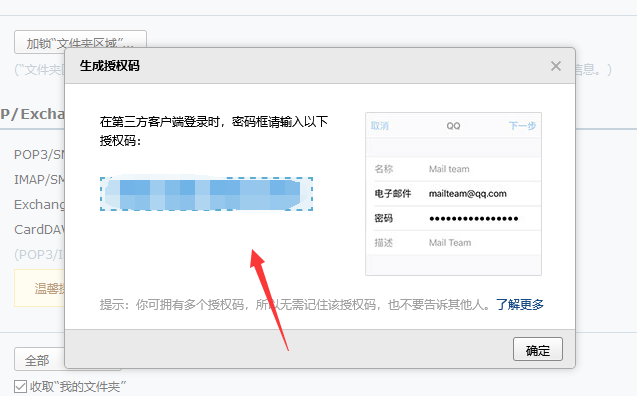 加锁“文件夹区域”...
(“文件夹区
信息。)
生成授权码
P/Excha
在第三方客户端登录时，密码框请输入以下
授权码：
POP3/SM
IMAP/SM
Exchang
CardDAV
(POP3/I
温馨提
取消 QQ 下一步
名称 Mail team
电子邮件 mailteam@qq.com
密码 ●●●●●●●●●●●●●●●●
描述 Mail Team
提示：你可拥有多个授权码，所以无需记住该授权码，也不要告诉其他人。了解更多
确定
全部
收取“我的文件夹”